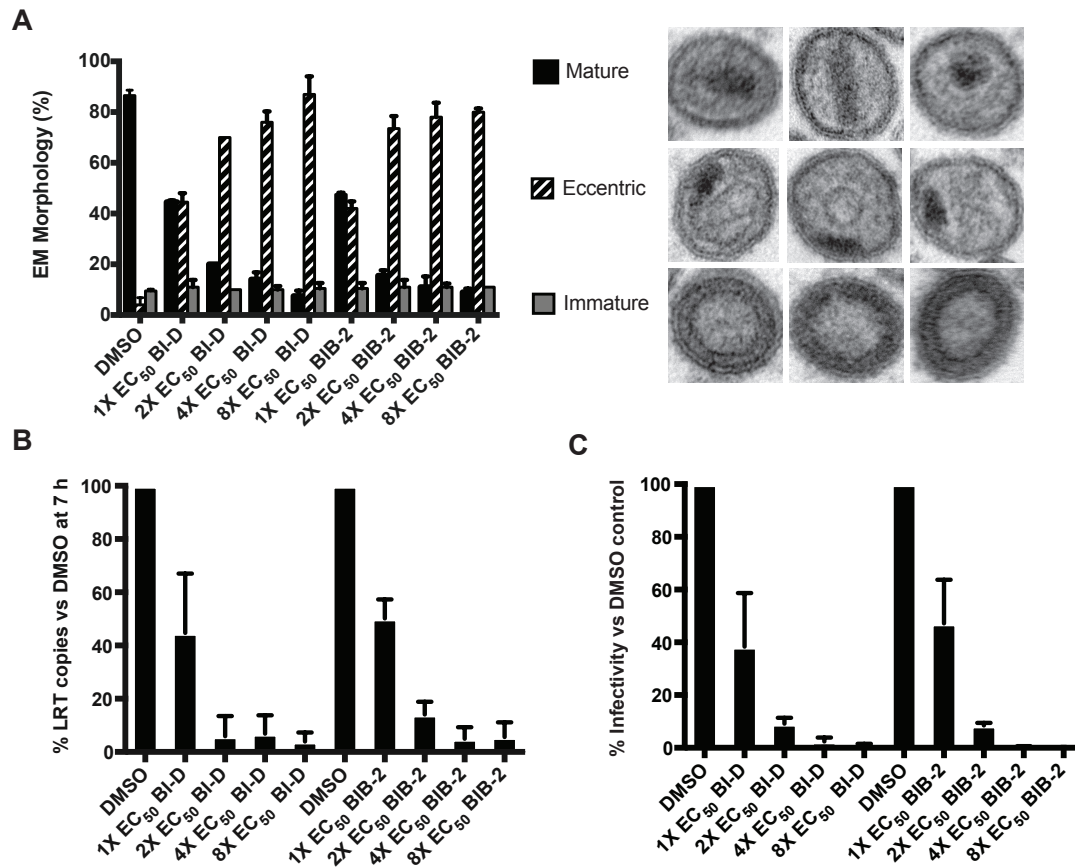 A
EM Morphology (%)
100
80
60
40
20
0
DMSO
1X EC50 BI-D
2X EC50 BI-D
4X EC50 BI-D
8X EC50 BI-D
1X EC50 BIB-2
2X EC50 BIB-2
4X EC50 BIB-2
8X EC50 BIB-2
Mature
Eccentric
Immature
B
% LRT copies vs DMSO at 7 h
100
80
60
40
20
0
DMSO
1X EC50 BI-D
2X EC50 BI-D
4X EC50 BI-D
8X EC50 BI-D
DMSO
1X EC50 BIB-2
2X EC50 BIB-2
4X EC50 BIB-2
8X EC50 BIB-2
C
% Infectivity vs DMSO control
100
80
60
40
20
0
DMSO
1X EC50 BI-D
2X EC50 BI-D
4X EC50 BI-D
8X EC50 BI-D
DMSO
1X EC50 BIB-2
2X EC50 BIB-2
4X EC50 BIB-2
8X EC50 BIB-2